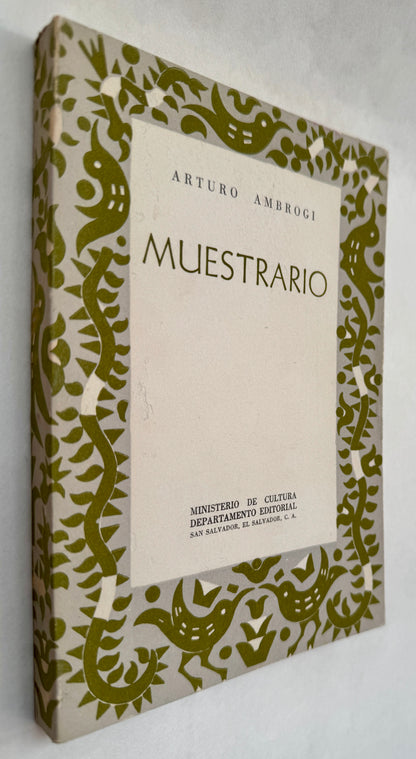 ARTURO AMBROGI
MUESTRARIO
MINISTERIO DE CULTURA
DEPARTAMENTO EDITORIAL
SAN SALVADOR, EL SALVADOR, C. A.